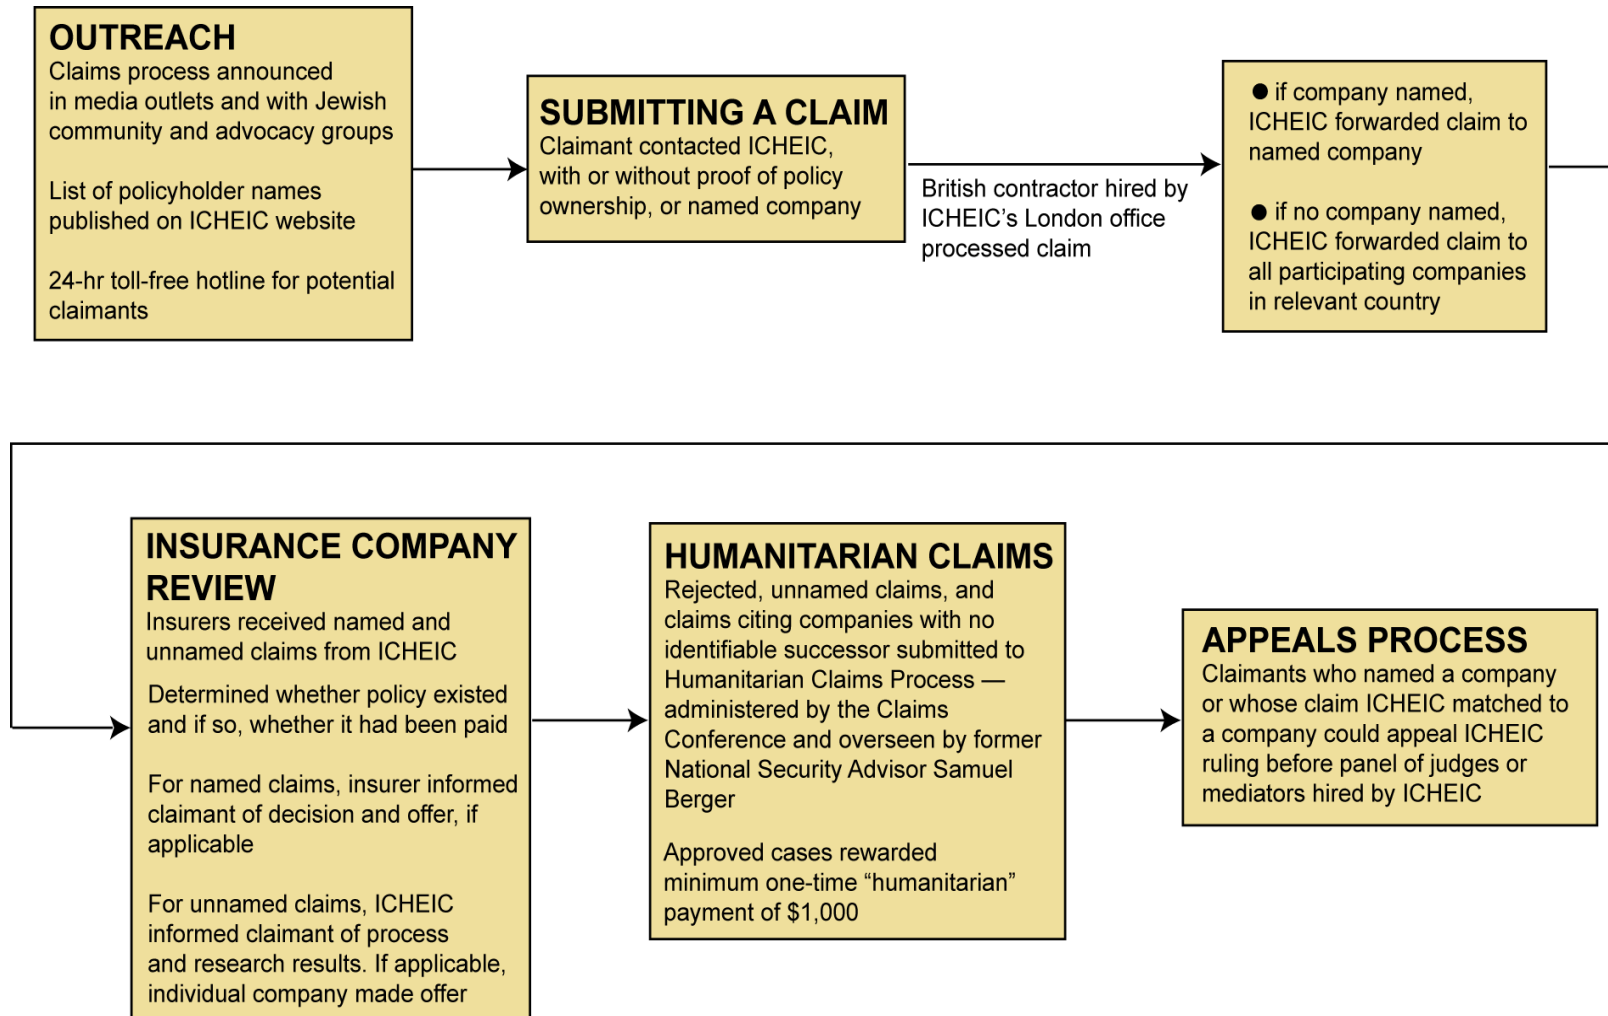 OUTREACH
Claims process announced
in media outlets and with Jewish
community and advocacy groups
List of policyholder names
published on ICHEIC website
24-hr toll-free hotline for potential
claimants
SUBMITTING A CLAIM
Claimant contacted ICHEIC,
with or without proof of policy
ownership, or named company
British contractor hired by
ICHEIC’s London office
processed claim
● if company named,
ICHEIC forwarded claim to
named company
● if no company named,
ICHEIC forwarded claim to
all participating companies
in relevant country
INSURANCE COMPANY
REVIEW
Insurers received named and
unnamed claims from ICHEIC
Determined whether policy existed
and if so, whether it had been paid
For named claims, insurer informed
claimant of decision and offer, if
applicable
For unnamed claims, ICHEIC
informed claimant of process
and research results. If applicable,
individual company made offer
HUMANITARIAN CLAIMS
Rejected, unnamed claims, and
claims citing companies with no
identifiable successor submitted to
Humanitarian Claims Process —
administered by the Claims
Conference and overseen by former
National Security Advisor Samuel
Berger
Approved cases rewarded
minimum one-time “humanitarian”
payment of $1,000
APPEALS PROCESS
Claimants who named a company
or whose claim ICHEIC matched to
a company could appeal ICHEIC
ruling before panel of judges or
mediators hired by ICHEIC